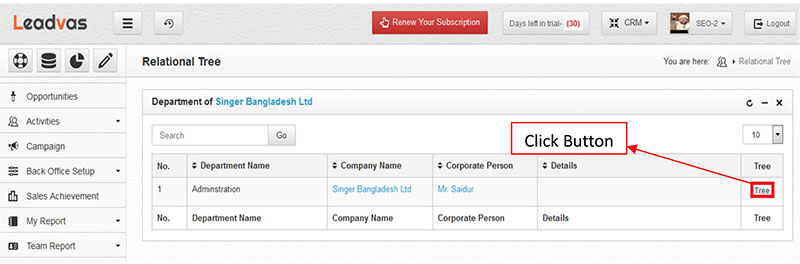 Leadvas
Renew Your Subscription
Days left in trial- (30)
CRM
SEO-2
Logout
Relational Tree
You are here: Relational Tree
Opportunities
Activities
Campaign
Back Office Setup
Sales Achievement
My Report
Team Report
Department of Singer Bangladesh Ltd
Search Go
10
Click Button
No. Department Name Company Name Corporate Person Details Tree
1 Adminstration Singer Bangladesh Ltd Mr. Saidur Tree
No. Department Name Company Name Corporate Person Details Tree